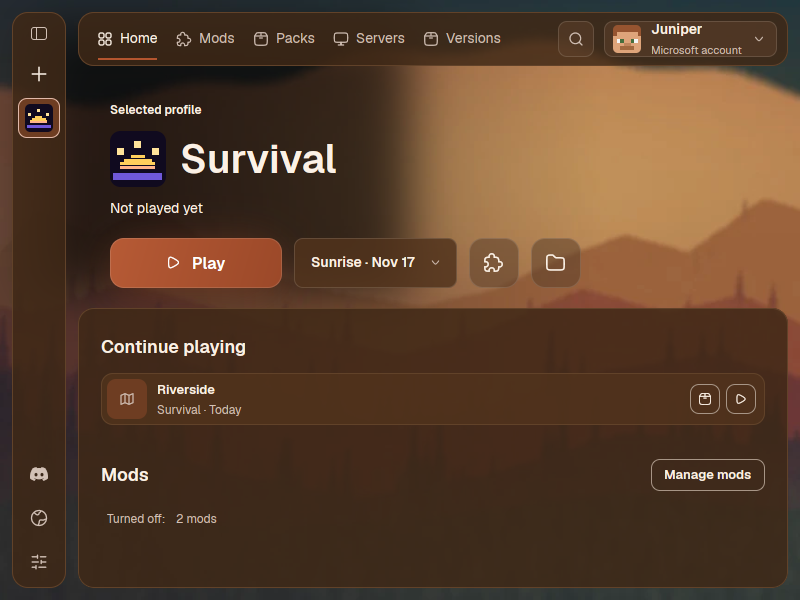 Home
Mods
Packs
Servers
Versions
Juniper
Microsoft account
Selected profile
Survival
Not played yet
Play
Sunrise · Nov 17
Continue playing
Riverside
Survival · Today
Mods
Manage mods
Turned off: 2 mods